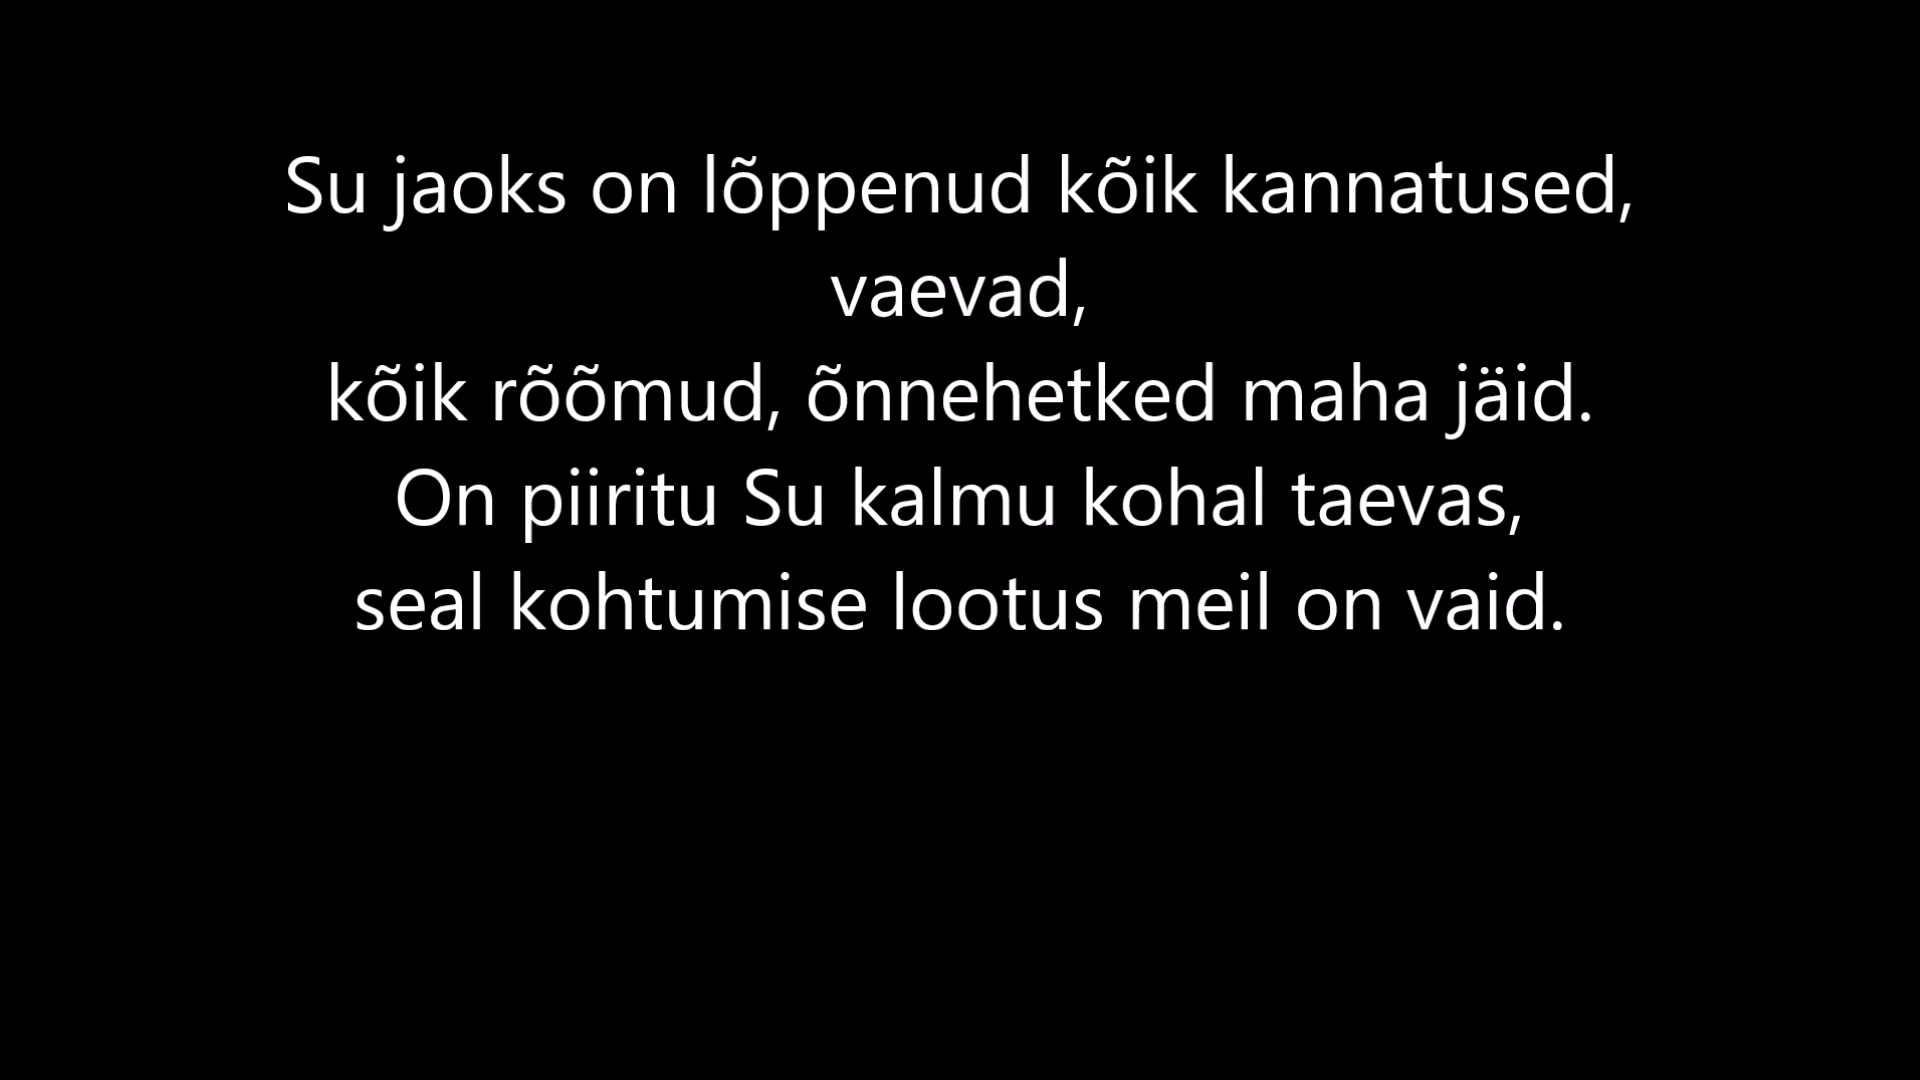 Su jaoks on lõppenud kõik kannatused,
vaevad,
kõik rõõmud, õnnehetked maha jäid.
On piiritu Su kalmu kohal taevas,
seal kohtumise lootus meil on vaid.